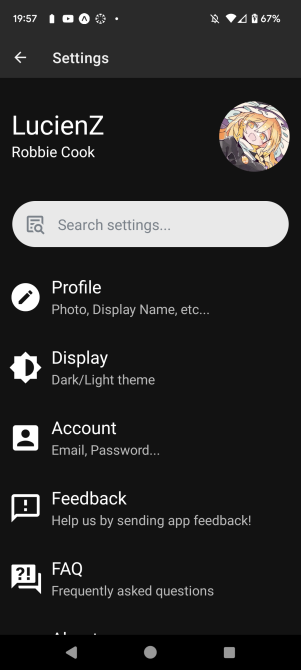 19:57
67%
Settings
LucienZ
Robbie Cook
Search settings...
Profile
Photo, Display Name, etc...
Display
Dark/Light theme
Account
Email, Password...
Feedback
Help us by sending app feedback!
?!
FAQ
Frequently asked questions